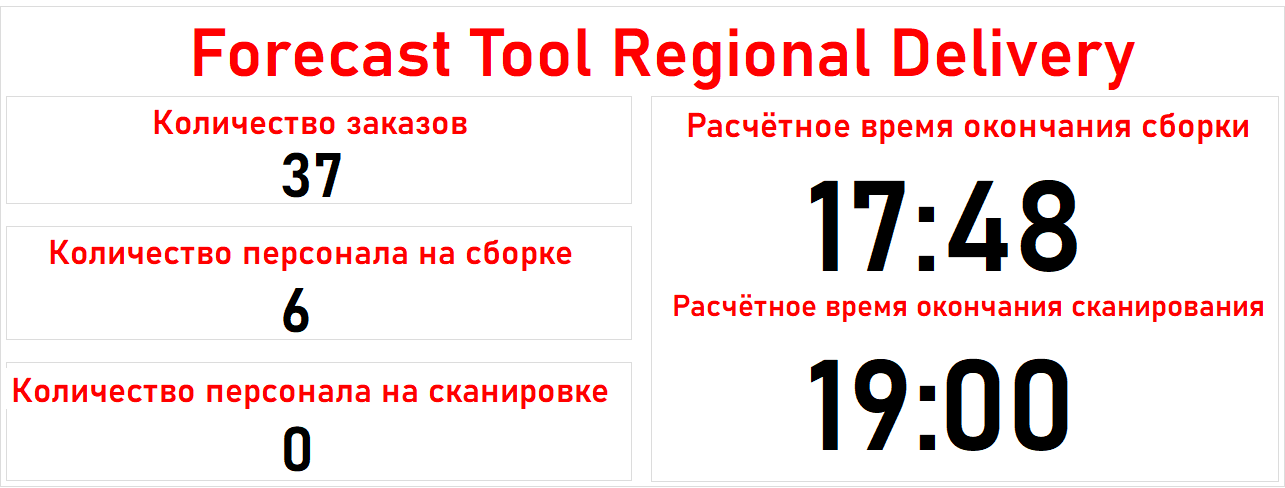 Forecast Tool Regional Delivery
Количество заказов
37
Количество персонала на сборке
6
Количество персонала на сканировке
0
Расчётное время окончания сборки
17:48
Расчётное время окончания сканирования
19:00